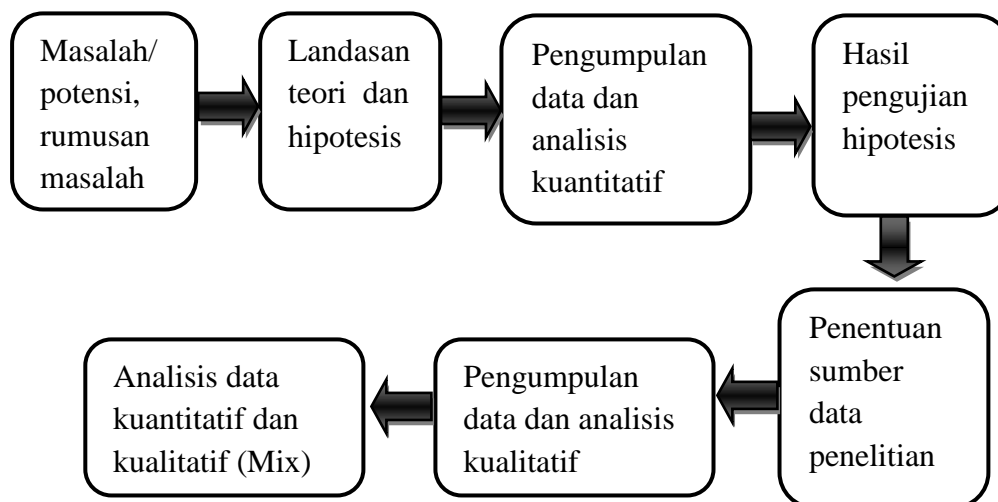 Masalah/
potensi,
rumusan
masalah
Landasan
teori dan
hipotesis
Pengumpulan
data dan
analisis
kuantitatif
Hasil
pengujian
hipotesis
Penentuan
sumber
data
penelitian
Pengumpulan
data dan analisis
kualitatif
Analisis data
kuantitatif dan
kualitatif (Mix)